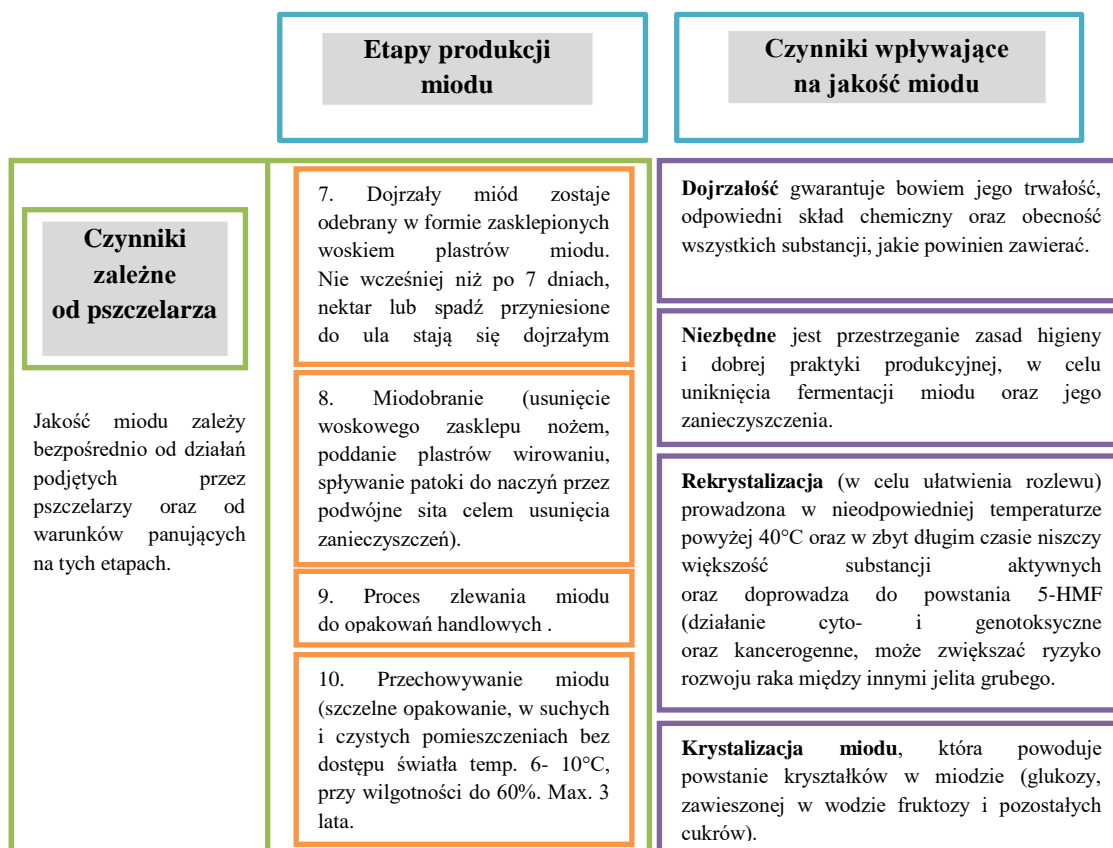 Etapy produkcji
miodu
Czynniki wpływające
na jakość miodu
Czynniki
zależne
od pszczelarza
Jakość miodu zależy
bezpośrednio od działań
podjętych przez
pszczelarzy oraz od
warunków panujących
na tych etapach.
7. Dojrzały miód zostaje
odebrany w formie zasklepionych
woskiem plastrów miodu.
Nie wcześniej niż po 7 dniach,
nektar lub spadź przyniesione
do ula stają się dojrzałym
8. Miodobranie (usunięcie
woskowego zasklepu nożem,
poddanie plastrów wirowaniu,
spływanie patoki do naczyń przez
podwójne sita celem usunięcia
zanieczyszczeń).
9. Proces zlewania miodu
do opakowań handlowych .
10. Przechowywanie miodu
(szczelne opakowanie, w suchych
i czystych pomieszczeniach bez
dostępu światła temp. 6- 10°C,
przy wilgotności do 60%. Max. 3
lata.
Dojrzałość gwarantuje bowiem jego trwałość,
odpowiedni skład chemiczny oraz obecność
wszystkich substancji, jakie powinien zawierać.
Niezbędne jest przestrzeganie zasad higieny
i dobrej praktyki produkcyjnej, w celu
uniknięcia fermentacji miodu oraz jego
zanieczyszczenia.
Rekrystalizacja (w celu ułatwienia rozlewu)
prowadzona w nieodpowiedniej temperaturze
powyżej 40°C oraz w zbyt długim czasie niszczy
większość substancji aktywnych
oraz doprowadza do powstania 5-HMF
(działanie cyto- i genotoksyczne
oraz kancerogenne, może zwiększać ryzyko
rozwoju raka między innymi jelita grubego.
Krystalizacja miodu, która powoduje
powstanie kryształków w miodzie (glukozy,
zawieszonej w wodzie fruktozy i pozostałych
cukrów).